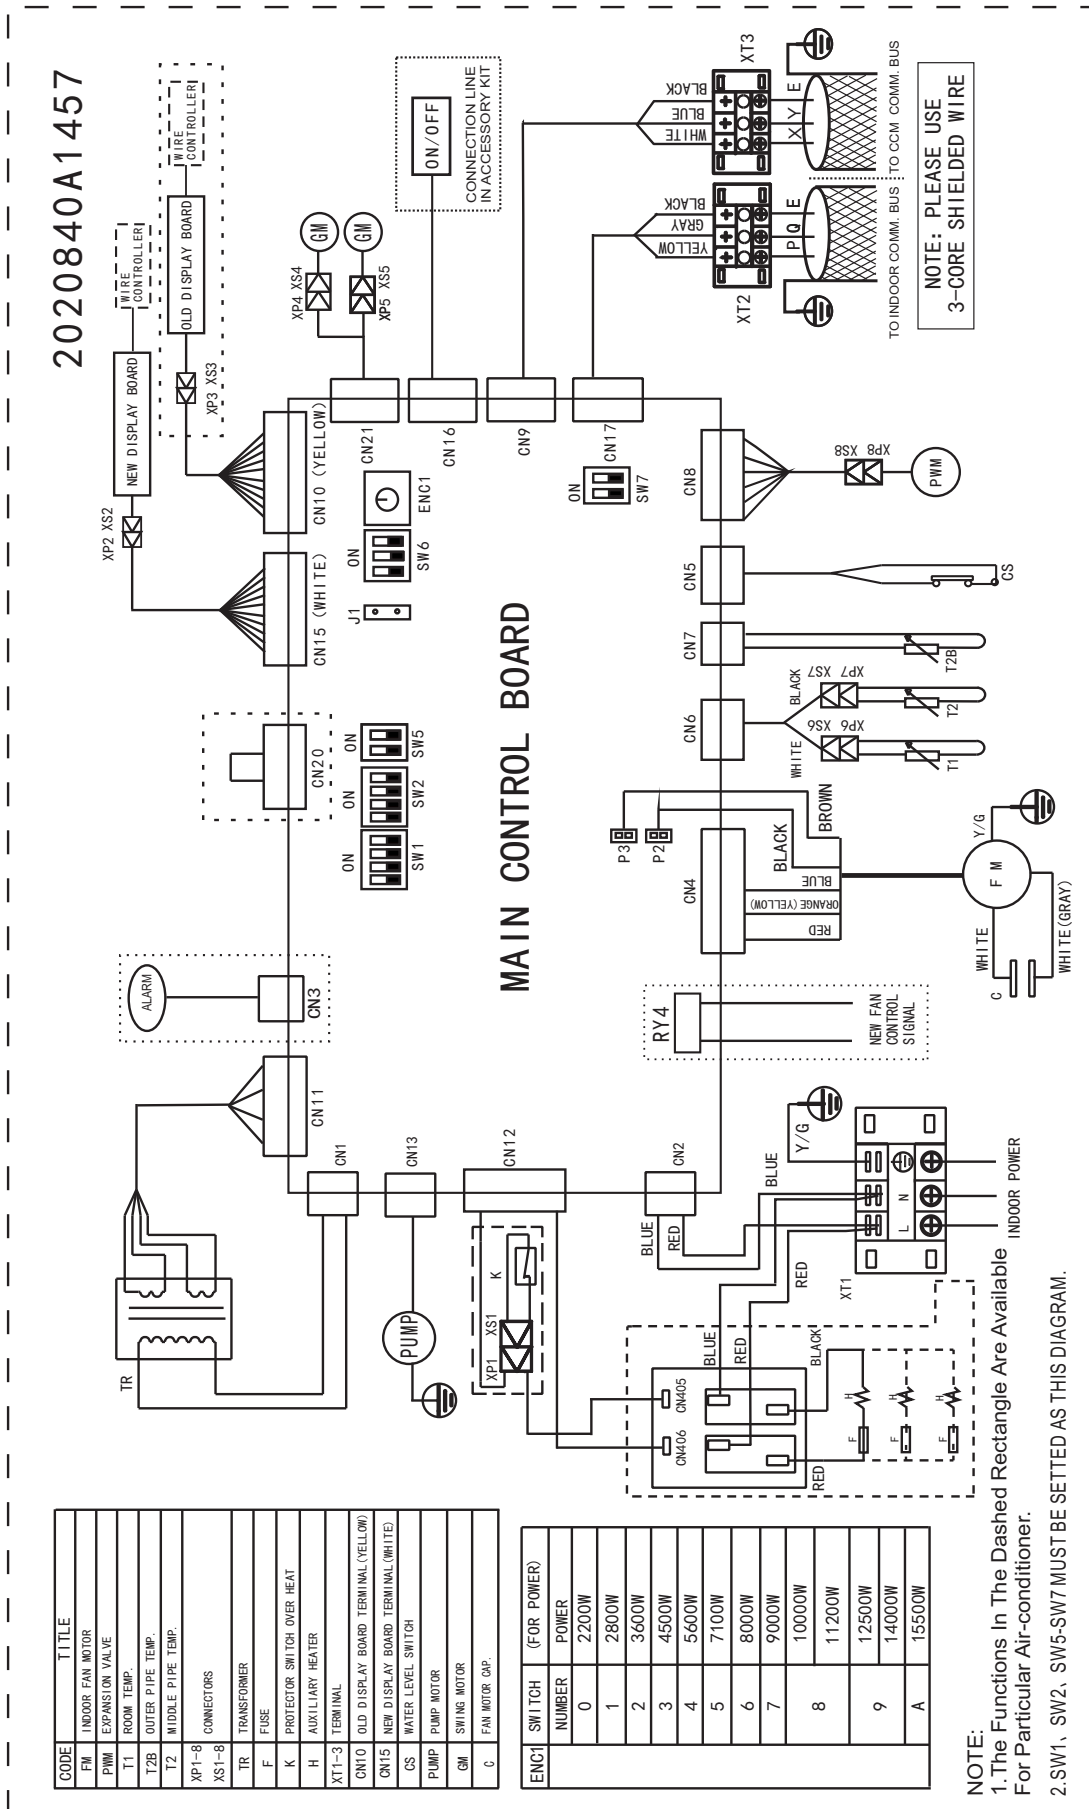 202084OA1457
WIRE
CONTROLLER
NEW DISPLAY BOARD
XP2 XS2
WIRE
CONTROLLER
OLD DISPLAY BOARD
XP3 XS3
CN10 (YELLOW)
CN15 (WHITE)
CN20
ALARM
CN3
CN11
TR
CN1
PUMP
CN13
XP1
XS1
K
CN12
GM
GM
XP4 XS4
XP5 XS5
CN21
ON/OFF
CONNECTION LINE
IN ACCESSORY KIT
CN16
CN9
CN17
ENC1
ON
SW6
J1
ON
SW5
ON
SW2
ON
SW1
ON
SW7
MAIN CONTROL BOARD
BLACK
BLUE
WHITE
XT3
X
Y
E
TO CCM COMM. BUS
BLACK
GRAY
YELLOW
XT2
P
Q
E
TO INDOOR COMM. BUS
NOTE: PLEASE USE
3-CORE SHIELDED WIRE
CN8
XS8
XP8
PWM
CN5
CS
CN7
T2B
CN6
BLACK
XS7
XP7
T2
WHITE
XS6
XP6
T1
P3
P2
BROWN
BLACK
CN4
BLUE
ORANGE(YELLOW)
RED
F M
Y/G
WHITE
WHITE(GRAY)
C
RY4
NEW FAN
CONTROL
SIGNAL
CN2
BLUE
RED
BLUE
Y/G
L
N
INDOOR POWER
XT1
RED
BLUE
RED
BLACK
CN405
CN406
RED
H
H
H
F
F
F
CODE TITLE
FM INDOOR FAN MOTOR
PWM EXPANSION VALVE
T1 ROOM TEMP.
T2B OUTER PIPE TEMP.
T2 MIDDLE PIPE TEMP.
XP1-8
CONNECTORS
XS1-8
TR TRANSFORMER
F FUSE
K PROTECTOR SWITCH OVER HEAT
H AUXILIARY HEATER
XT1-3 TERMINAL
CN10 OLD DISPLAY BOARD TERMINAL(YELLOW)
CN15 NEW DISPLAY BOARD TERMINAL(WHITE)
CS WATER LEVEL SWITCH
PUMP PUMP MOTOR
GM SWING MOTOR
C FAN MOTOR CAP.
ENC1 SWITCH (FOR POWER)
NUMBER POWER
0 2200W
1 2800W
2 3600W
3 4500W
4 5600W
5 7100W
6 8000W
7 9000W
8 10000W
11200W
9 12500W
14000W
A 15500W
NOTE:
1.The Functions In The Dashed Rectangle Are Available
For Particular Air-conditioner.
2.SW1、SW2、SW5-SW7 MUST BE SETTED AS THIS DIAGRAM.